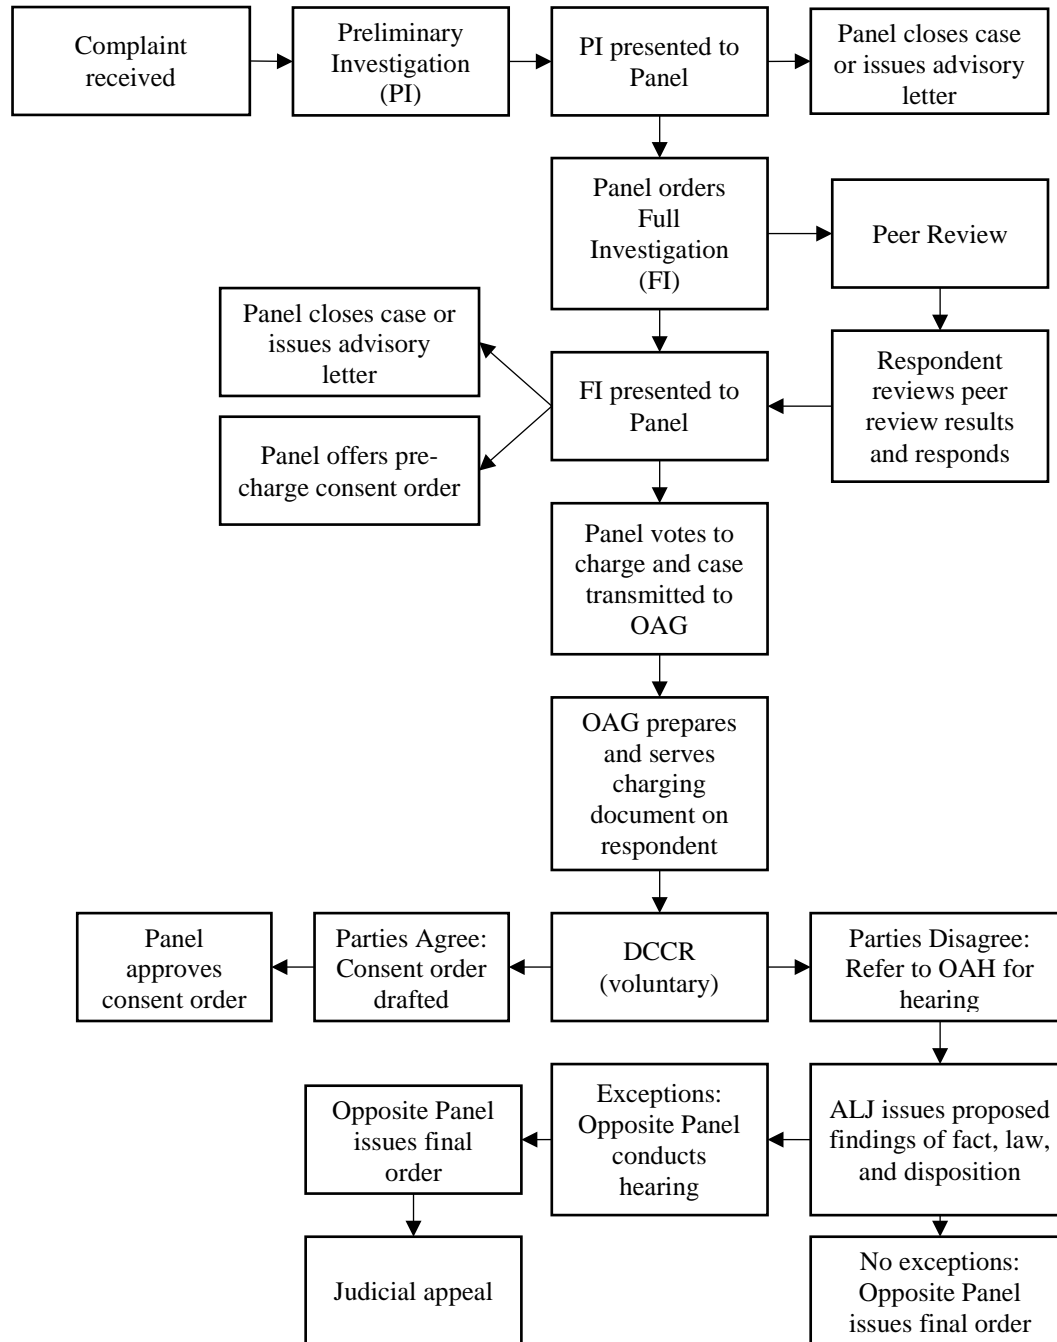 Complaint
received
Preliminary
Investigation
(PI)
PI presented to
Panel
Panel closes case
or issues advisory
letter
Panel orders
Full
Investigation
(FI)
Peer Review
Panel closes case or
issues advisory
letter
FI presented to
Panel
Respondent
reviews peer
review results
and responds
Panel offers pre-
charge consent order
Panel votes to
charge and case
transmitted to
OAG
OAG prepares
and serves
charging
document on
respondent
Panel
approves
consent order
Parties Agree:
Consent order
drafted
DCCR
(voluntary)
Parties Disagree:
Refer to OAH for
hearing
Opposite Panel
issues final
order
Exceptions:
Opposite Panel
conducts
hearing
ALJ issues proposed
findings of fact, law,
and disposition
Judicial appeal
No exceptions:
Opposite Panel
issues final order